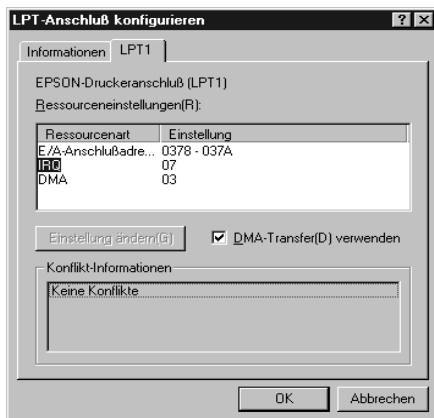 LPT-Anschluß konfigurieren
Informationen LPT1
EPSON-Druckeranschluß (LPT1)
Ressourceneinstellungen(R):
Ressourcenart Einstellung
E/A-Anschlußadre... 0378 - 037A
IRQ 07
DMA 03
Einstellung ändern(G) DMA-Transfer(D) verwenden
Konflikt-Informationen
Keine Konflikte
OK Abbrechen